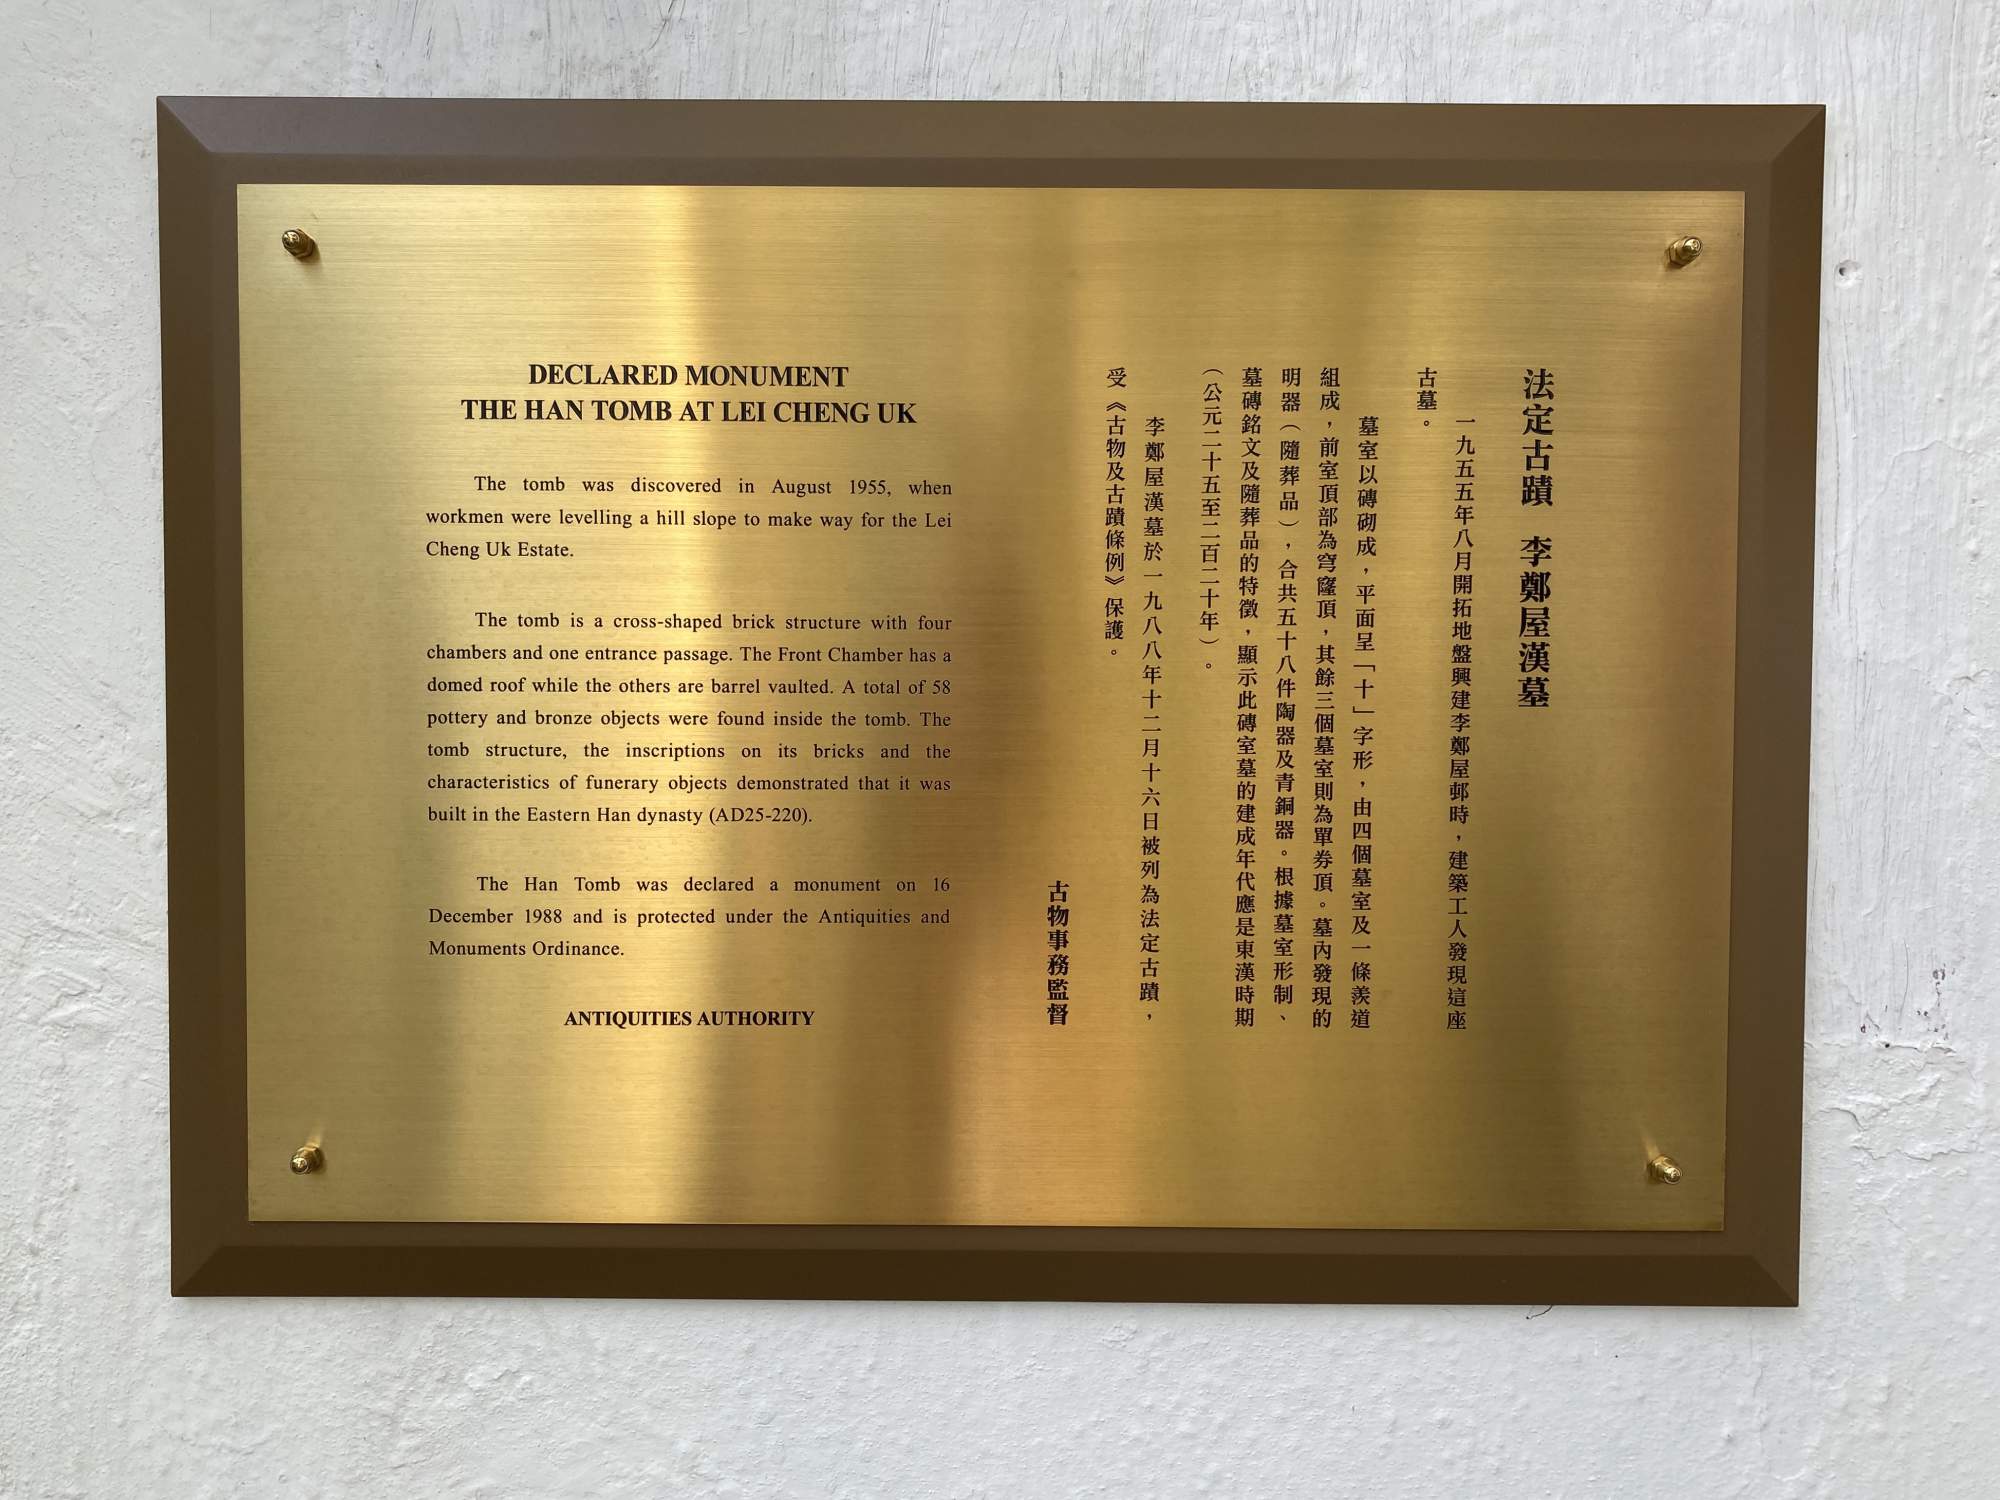 DECLARED MONUMENT
THE HAN TOMB AT LEI CHENG UK
The tomb was discovered in August 1955, when
workmen were levelling a hill slope to make way for the Lei
Cheng Uk Estate.
The tomb is a cross-shaped brick structure with four
chambers and one entrance passage. The Front Chamber has a
domed roof while the others are barrel vaulted. A total of 58
pottery and bronze objects were found inside the tomb. The
tomb structure, the inscriptions on its bricks and the
characteristics of funerary objects demonstrated that it was
built in the Eastern Han dynasty (AD25-220).
The Han Tomb was declared a monument on 16
December 1988 and is protected under the Antiquities and
Monuments Ordinance.
ANTIQUITIES AUTHORITY
法定古蹟　李鄭屋漢墓
一九五五年八月開拓地盤興建李鄭屋邨時，建築工人發現這座
古墓。
墓室以磚砌成，平面呈「十」字形，由四個墓室及一條羨道
組成，前室頂部為穹窿頂，其餘三個墓室則為單券頂。墓內發現的
明器（隨葬品），合共五十八件陶器及青銅器。根據墓室形制、
墓磚銘文及隨葬品的特徵，顯示此磚室墓的建成年代應是東漢時期
（公元二十五至二百二十年）。
李鄭屋漢墓於一九八八年十二月十六日被列為法定古蹟，
受《古物及古蹟條例》保護。
古物事務監督